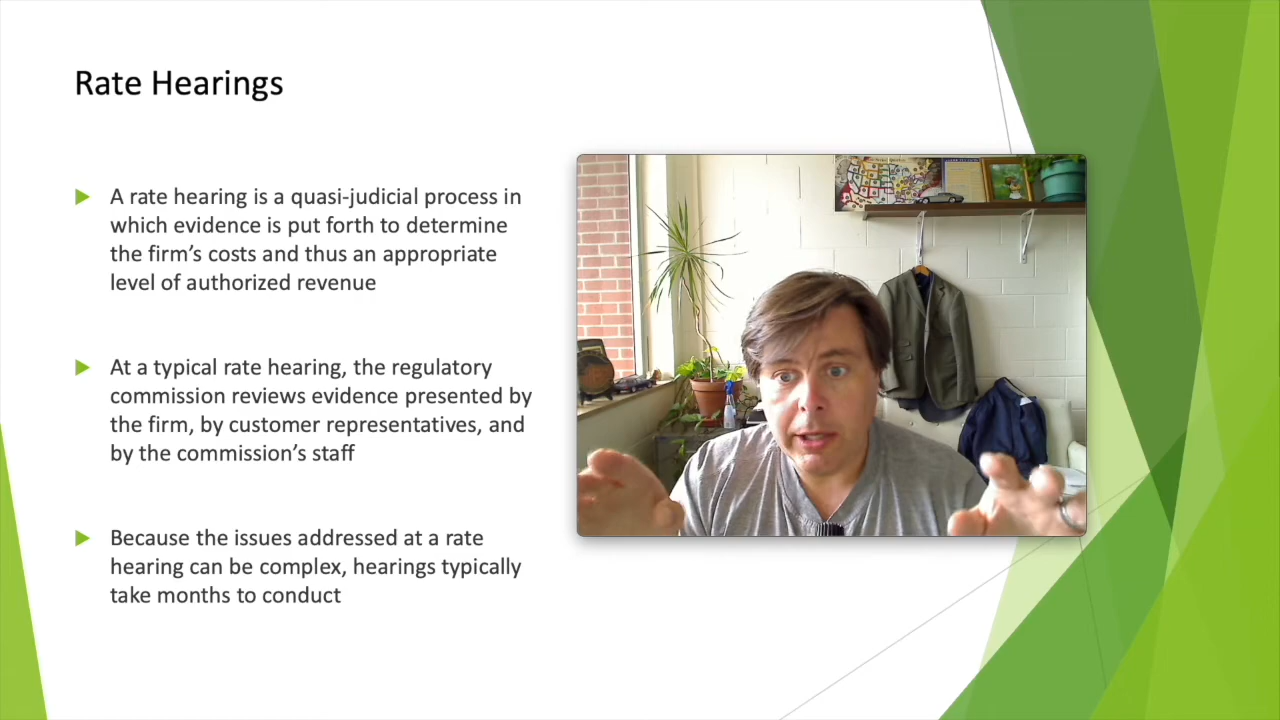 Rate Hearings
A rate hearing is a quasi-judicial process in
which evidence is put forth to determine
the firm’s costs and thus an appropriate
level of authorized revenue
At a typical rate hearing, the regulatory
commission reviews evidence presented by
the firm, by customer representatives, and
by the commission’s staff
Because the issues addressed at a rate
hearing can be complex, hearings typically
take months to conduct